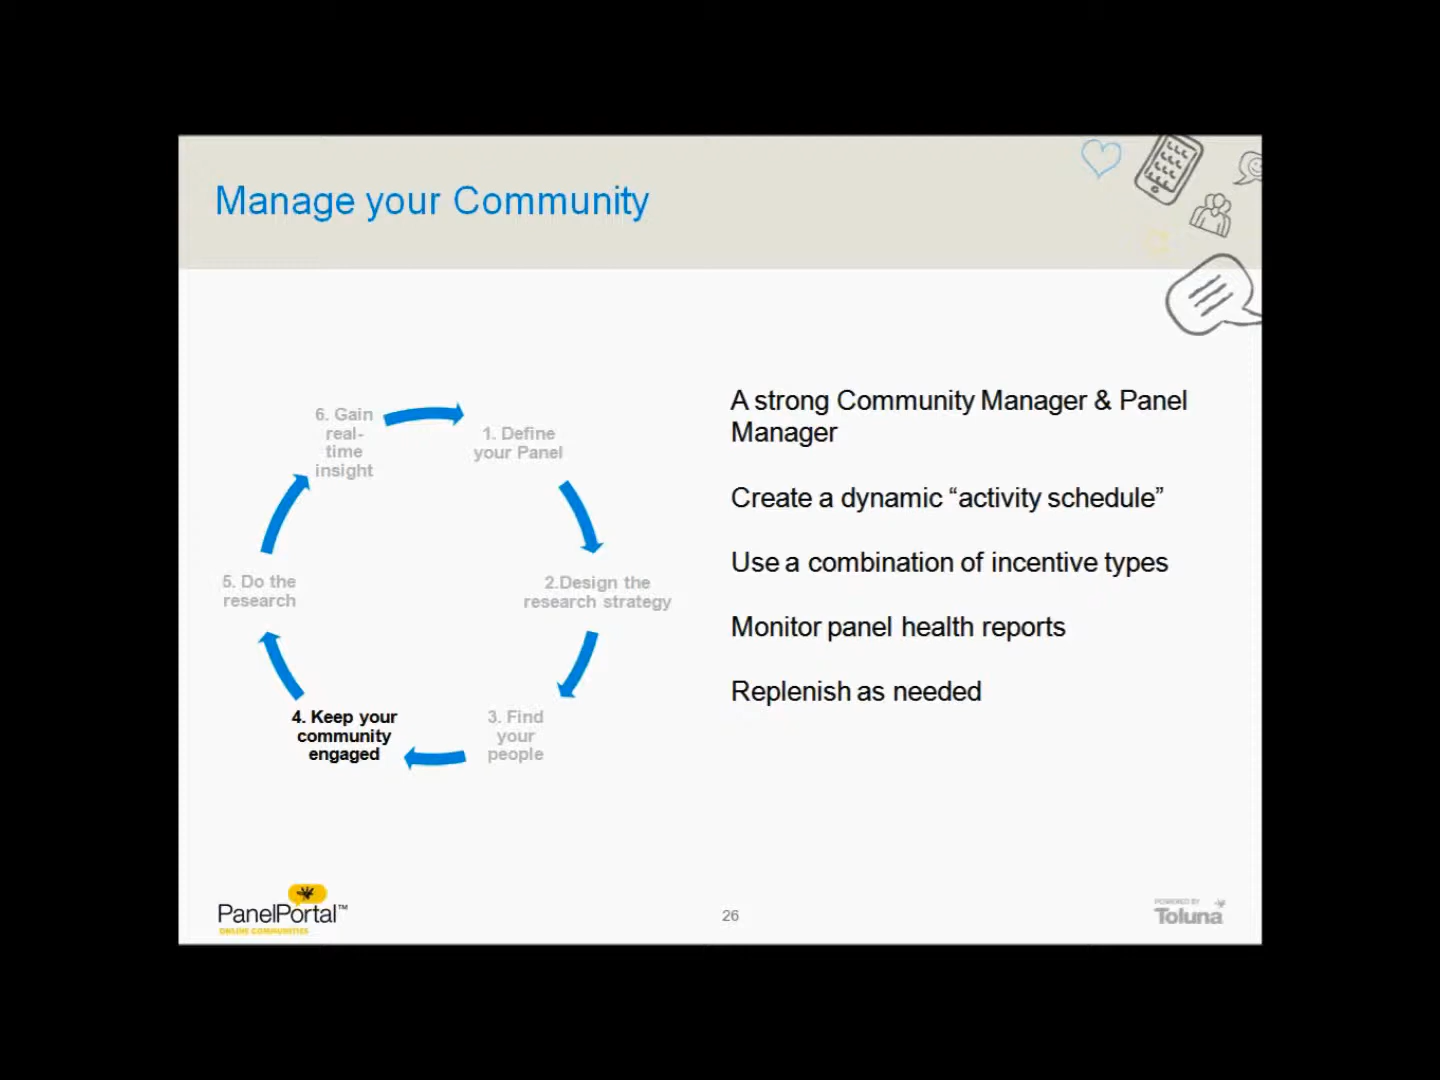 Manage your Community
6. Gain
real-
time
insight
1. Define
your Panel
5. Do the
research
2.Design the
research strategy
4. Keep your
community
engaged
3. Find
your
people
A strong Community Manager & Panel
Manager
Create a dynamic “activity schedule”
Use a combination of incentive types
Monitor panel health reports
Replenish as needed
PanelPortal™
ONLINE COMMUNITIES
26
POWERED BY
Toluna